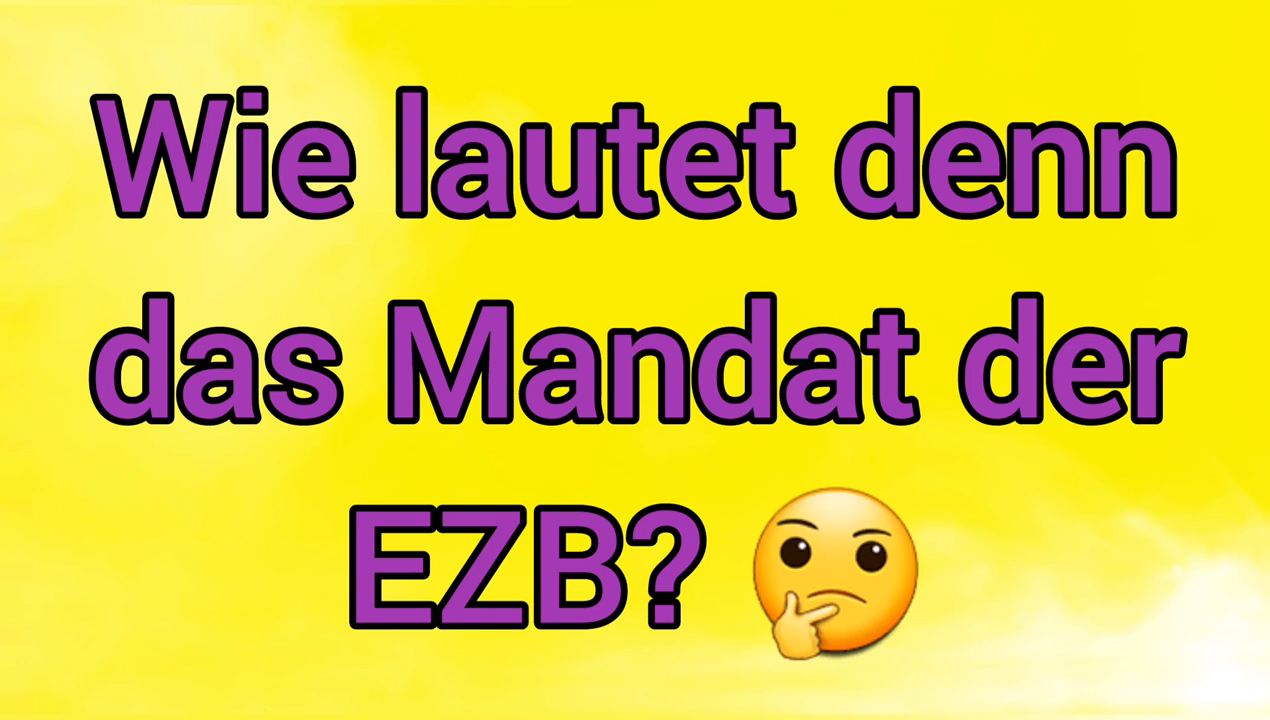 Wie lautet denn
das Mandat der
EZB? 🤔